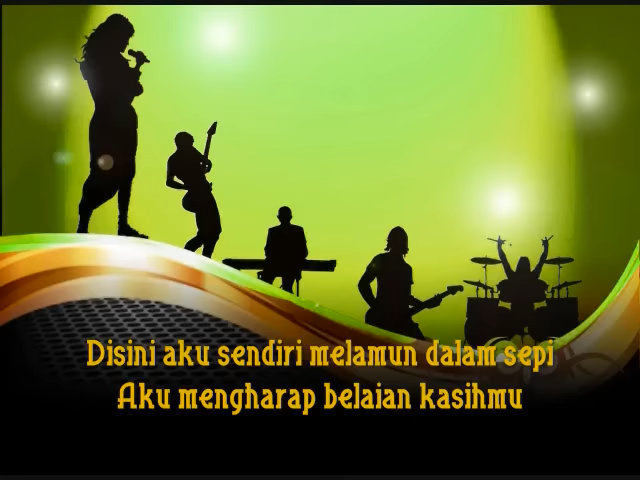 Disini aku sendiri melamun dalam sepi
Aku mengharap belaian kasihmu